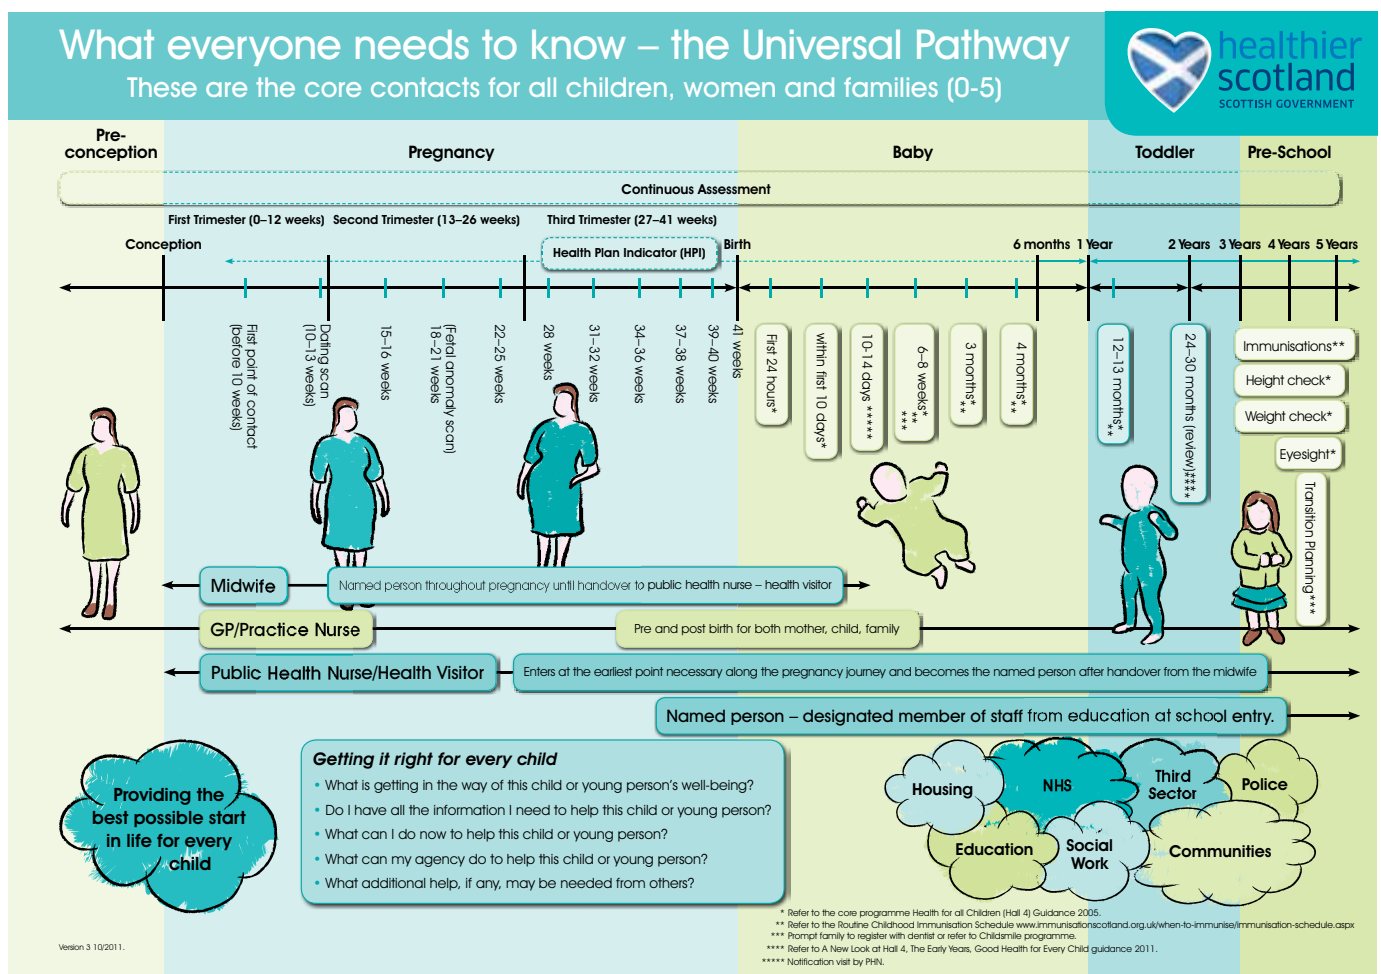 What everyone needs to know – the Universal Pathway
These are the core contacts for all children, women and families (0-5)
healthier
scotland
SCOTTISH GOVERNMENT
Pre-
conception
Pregnancy
Baby
Toddler
Pre-School
Continuous Assessment
First Trimester (0–12 weeks)
Second Trimester (13–26 weeks)
Third Trimester (27–41 weeks)
Conception
Health Plan Indicator (HPI)
Birth
6 months
1 Year
2 Years
3 Years
4 Years
5 Years
First point of contact
(before 10 weeks)
Dating scan
(10–13 weeks)
15–16 weeks
(Fetal anomaly scan)
18–21 weeks
22–25 weeks
28 weeks
31–32 weeks
34–36 weeks
37–38 weeks
39–40 weeks
41 weeks
First 24 hours*
within first 10 days*
10-14 days *****
6–8 weeks*
**
***
3 months*
**
4 months*
**
12–13 months*
**
24–30 months (review)****
Immunisations**
Height check*
Weight check*
Eyesight*
Transition Planning***
Midwife
Named person throughout pregnancy until handover to public health nurse – health visitor
GP/Practice Nurse
Pre and post birth for both mother, child, family
Public Health Nurse/Health Visitor
Enters at the earliest point necessary along the pregnancy journey and becomes the named person after handover from the midwife
Named person – designated member of staff from education at school entry.
Providing the
best possible start
in life for every
child
Getting it right for every child
• What is getting in the way of this child or young person's well-being?
• Do I have all the information I need to help this child or young person?
• What can I do now to help this child or young person?
• What can my agency do to help this child or young person?
• What additional help, if any, may be needed from others?
Housing
NHS
Third
Sector
Police
Education
Social
Work
Communities
* Refer to the core programme Health for all Children (Hall 4) Guidance 2005.
** Refer to the Routine Childhood Immunisation Schedule www.immunisationscotland.org.uk/when-to-immunise/immunisation-schedule.aspx
*** Prompt family to register with dentist or refer to Childsmile programme.
**** Refer to A New Look at Hall 4, The Early Years, Good Health for Every Child guidance 2011.
***** Notification visit by PHN.
Version 3 10/2011.